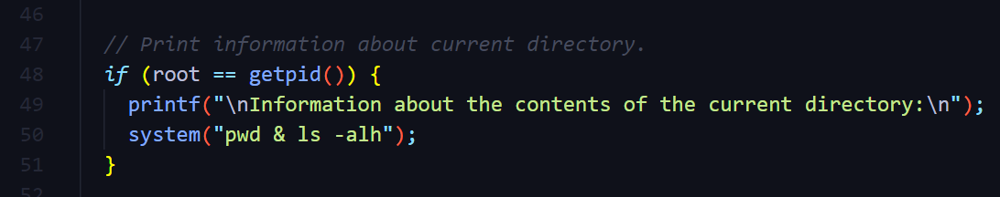 46
47 // Print information about current directory.
48 if (root == getpid()) {
49 printf("\nInformation about the contents of the current directory:\n");
50 system("pwd & ls -alh");
51 }
52